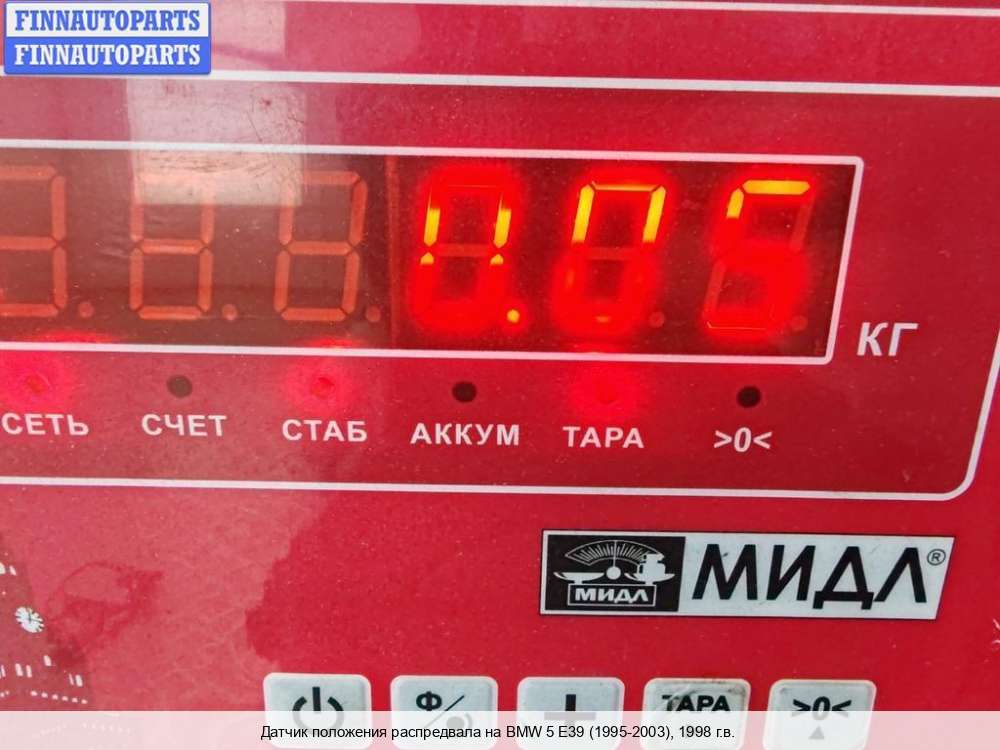 FINNAUTOPARTS
FINNAUTOPARTS
0.05
КГ
СЕТЬ СЧЕТ СТАБ АККУМ ТАРА >0<
МИДЛ МИДЛ®
Ф + ТАРА >0<
Датчик положения распредвала на BMW 5 E39 (1995-2003), 1998 г.в.